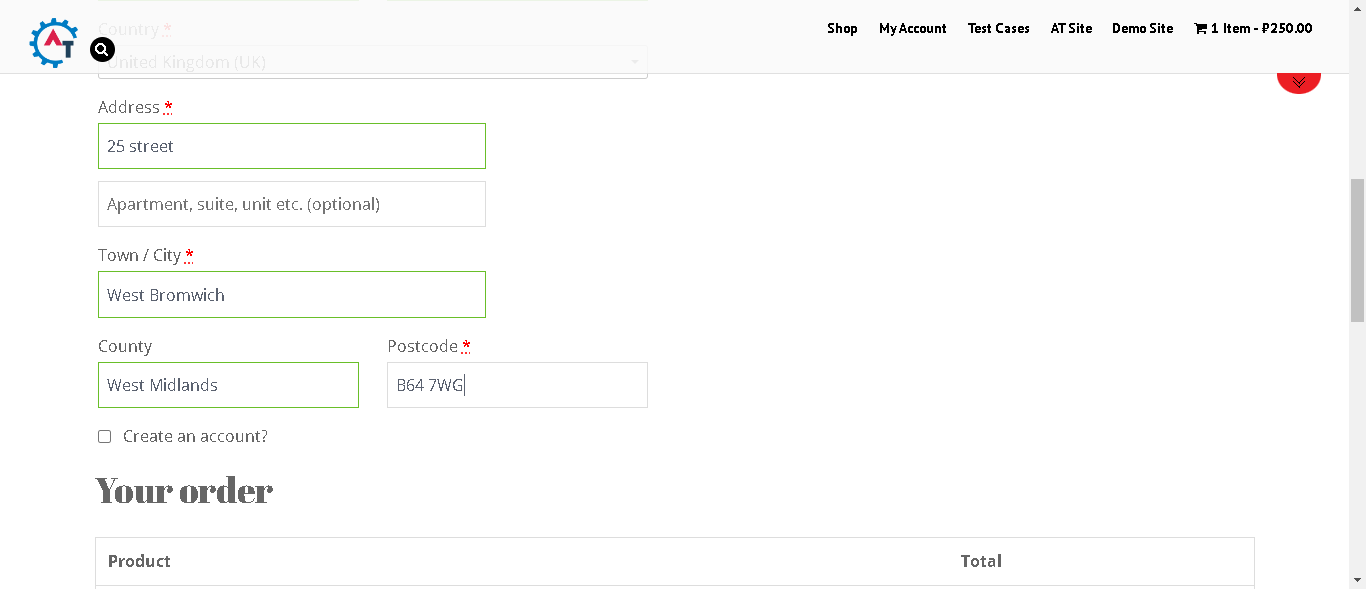 Shop My Account Test Cases AT Site Demo Site 1 Item - ₽250.00
AT
Country *
United Kingdom (UK)
Address *
25 street
Apartment, suite, unit etc. (optional)
Town / City *
West Bromwich
County Postcode *
West Midlands B64 7WG
Create an account?
Your order
Product Total